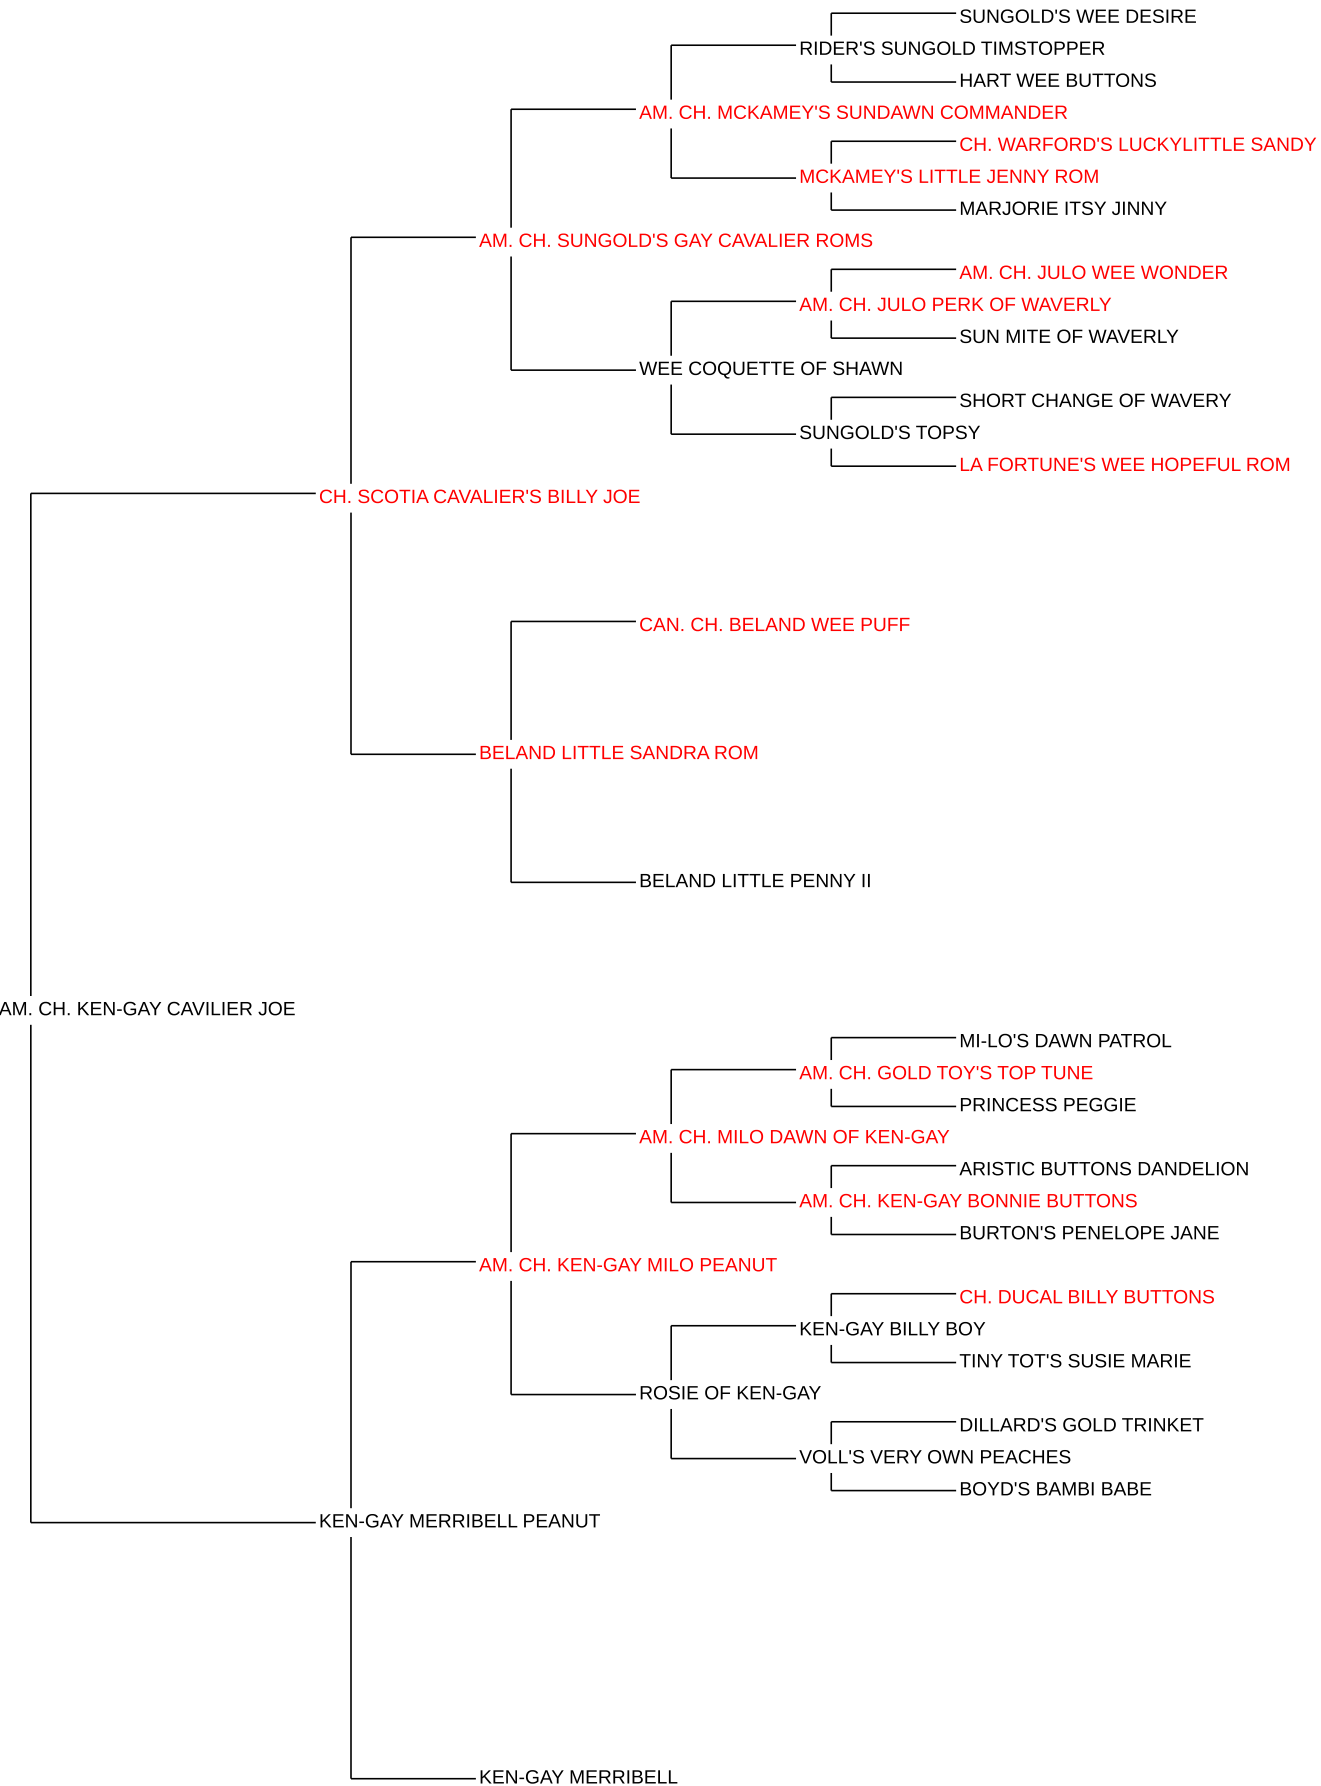 SUNGOLD'S WEE DESIRE
RIDER'S SUNGOLD TIMSTOPPER
HART WEE BUTTONS
AM. CH. MCKAMEY'S SUNDAWN COMMANDER
CH. WARFORD'S LUCKYLITTLE SANDY
MCKAMEY'S LITTLE JENNY ROM
MARJORIE ITSY JINNY
AM. CH. SUNGOLD'S GAY CAVALIER ROMS
AM. CH. JULO WEE WONDER
AM. CH. JULO PERK OF WAVERLY
SUN MITE OF WAVERLY
WEE COQUETTE OF SHAWN
SHORT CHANGE OF WAVERY
SUNGOLD'S TOPSY
LA FORTUNE'S WEE HOPEFUL ROM
CH. SCOTIA CAVALIER'S BILLY JOE
CAN. CH. BELAND WEE PUFF
BELAND LITTLE SANDRA ROM
BELAND LITTLE PENNY II
AM. CH. KEN-GAY CAVILIER JOE
MI-LO'S DAWN PATROL
AM. CH. GOLD TOY'S TOP TUNE
PRINCESS PEGGIE
AM. CH. MILO DAWN OF KEN-GAY
ARISTIC BUTTONS DANDELION
AM. CH. KEN-GAY BONNIE BUTTONS
BURTON'S PENELOPE JANE
AM. CH. KEN-GAY MILO PEANUT
CH. DUCAL BILLY BUTTONS
KEN-GAY BILLY BOY
TINY TOT'S SUSIE MARIE
ROSIE OF KEN-GAY
DILLARD'S GOLD TRINKET
VOLL'S VERY OWN PEACHES
BOYD'S BAMBI BABE
KEN-GAY MERRIBELL PEANUT
KEN-GAY MERRIBELL